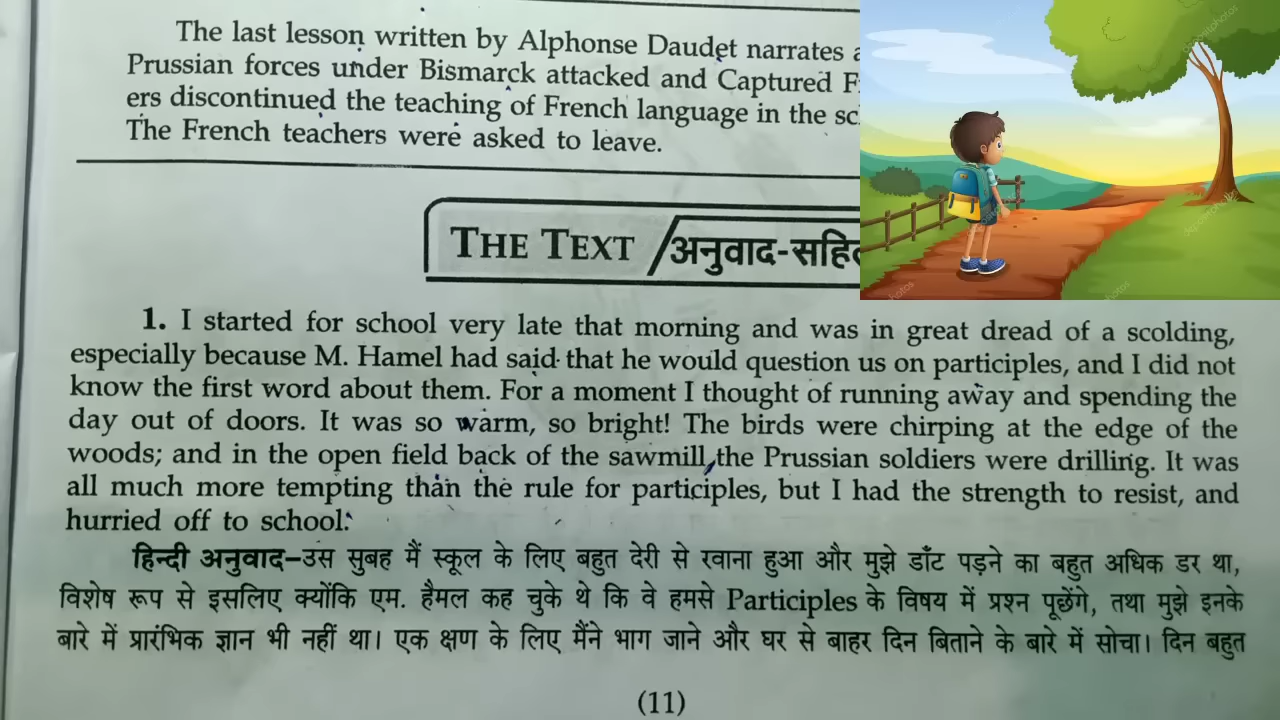 The last lesson written by Alphonse Daudet narrates
Prussian forces under Bismarck attacked and Captured
ers discontinued the teaching of French language in the
The French teachers were asked to leave.
THE TEXT / अनुवाद-सहि
1. I started for school very late that morning and was in great dread of a scolding,
especially because M. Hamel had said that he would question us on participles, and I did not
know the first word about them. For a moment I thought of running away and spending the
day out of doors. It was so warm, so bright! The birds were chirping at the edge of the
woods; and in the open field back of the sawmill, the Prussian soldiers were drilling. It was
all much more tempting than the rule for participles, but I had the strength to resist, and
hurried off to school.
हिन्दी अनुवाद–उस सुबह मैं स्कूल के लिए बहुत देरी से रवाना हुआ और मुझे डाँट पड़ने का बहुत अधिक डर था,
विशेष रूप से इसलिए क्योंकि एम. हैमल कह चुके थे कि वे हमसे Participles के विषय में प्रश्न पूछेंगे, तथा मुझे इनके
बारे में प्रारंभिक ज्ञान भी नहीं था। एक क्षण के लिए मैंने भाग जाने और घर से बाहर दिन बिताने के बारे में सोचा। दिन बहुत
(11)